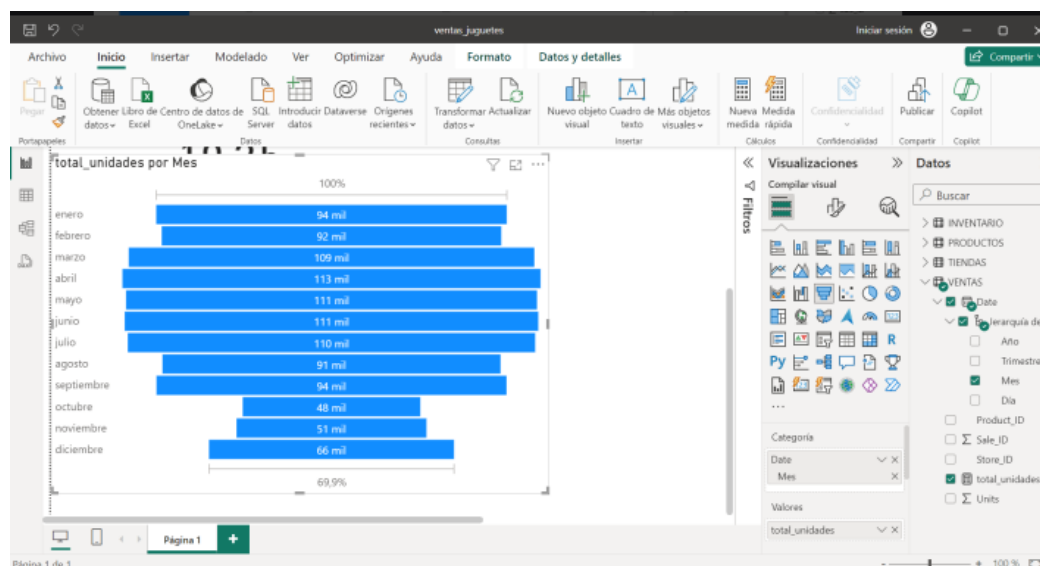 ventas_juguetes
Iniciar sesión
Archivo Inicio Insertar Modelado Ver Optimizar Ayuda Formato Datos y detalles Compartir
Pegar
Obtener datos
Libro de Excel
Centro de datos de OneLake
SQL Server
Introducir datos
Dataverse
Orígenes recientes
Transformar datos
Actualizar
Nuevo objeto visual
Cuadro de texto
Más objetos visuales
Nueva medida
Medida rápida
Confidencialidad
Publicar
Copilot
Portapapeles Datos Consultas Insertar Cálculos Confidencialidad Compartir Copilot
total_unidades por Mes
100%
enero 94 mil
febrero 92 mil
marzo 109 mil
abril 113 mil
mayo 111 mil
junio 111 mil
julio 110 mil
agosto 91 mil
septiembre 94 mil
octubre 48 mil
noviembre 51 mil
diciembre 66 mil
69,9%
Filtros
Visualizaciones
Compilar visual
R
Py
123
...
Categoría
Date
Mes
Valores
total_unidades
Datos
Buscar
INVENTARIO
PRODUCTOS
TIENDAS
VENTAS
Date
Jerarquía de
Año
Trimestre
Mes
Día
Product_ID
Sale_ID
Store_ID
total_unidades
Units
Página 1
Página 1 de 1
100 %